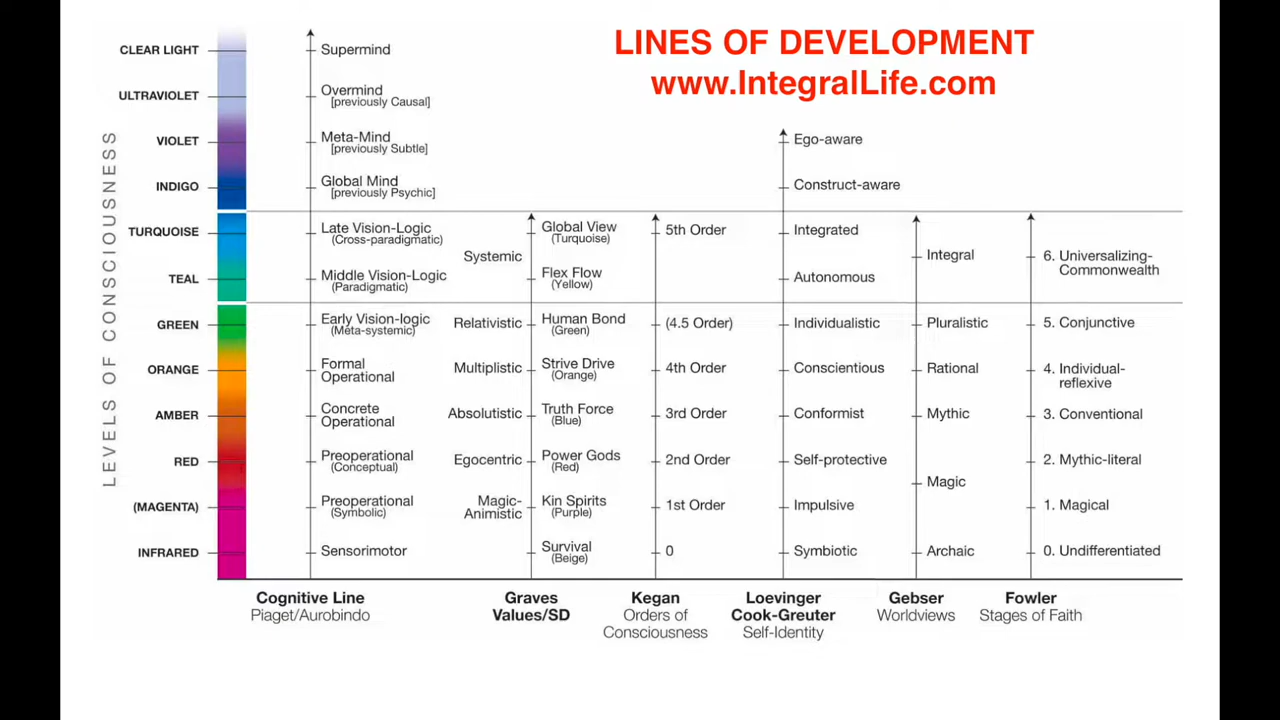 LINES OF DEVELOPMENT
www.IntegralLife.com
LEVELS OF CONSCIOUSNESS
CLEAR LIGHT
ULTRAVIOLET
VIOLET
INDIGO
TURQUOISE
TEAL
GREEN
ORANGE
AMBER
RED
(MAGENTA)
INFRARED
Supermind
Overmind
[previously Causal]
Meta-Mind
[previously Subtle]
Global Mind
[previously Psychic]
Late Vision-Logic
(Cross-paradigmatic)
Middle Vision-Logic
(Paradigmatic)
Early Vision-logic
(Meta-systemic)
Formal
Operational
Concrete
Operational
Preoperational
(Conceptual)
Preoperational
(Symbolic)
Sensorimotor
Cognitive Line
Piaget/Aurobindo
Systemic
Relativistic
Multiplistic
Absolutistic
Egocentric
Magic-
Animistic
Global View
(Turquoise)
Flex Flow
(Yellow)
Human Bond
(Green)
Strive Drive
(Orange)
Truth Force
(Blue)
Power Gods
(Red)
Kin Spirits
(Purple)
Survival
(Beige)
Graves
Values/SD
5th Order
(4.5 Order)
4th Order
3rd Order
2nd Order
1st Order
0
Kegan
Orders of
Consciousness
Ego-aware
Construct-aware
Integrated
Autonomous
Individualistic
Conscientious
Conformist
Self-protective
Impulsive
Symbiotic
Loevinger
Cook-Greuter
Self-Identity
Integral
Pluralistic
Rational
Mythic
Magic
Archaic
Gebser
Worldviews
6. Universalizing-
Commonwealth
5. Conjunctive
4. Individual-
reflexive
3. Conventional
2. Mythic-literal
1. Magical
0. Undifferentiated
Fowler
Stages of Faith